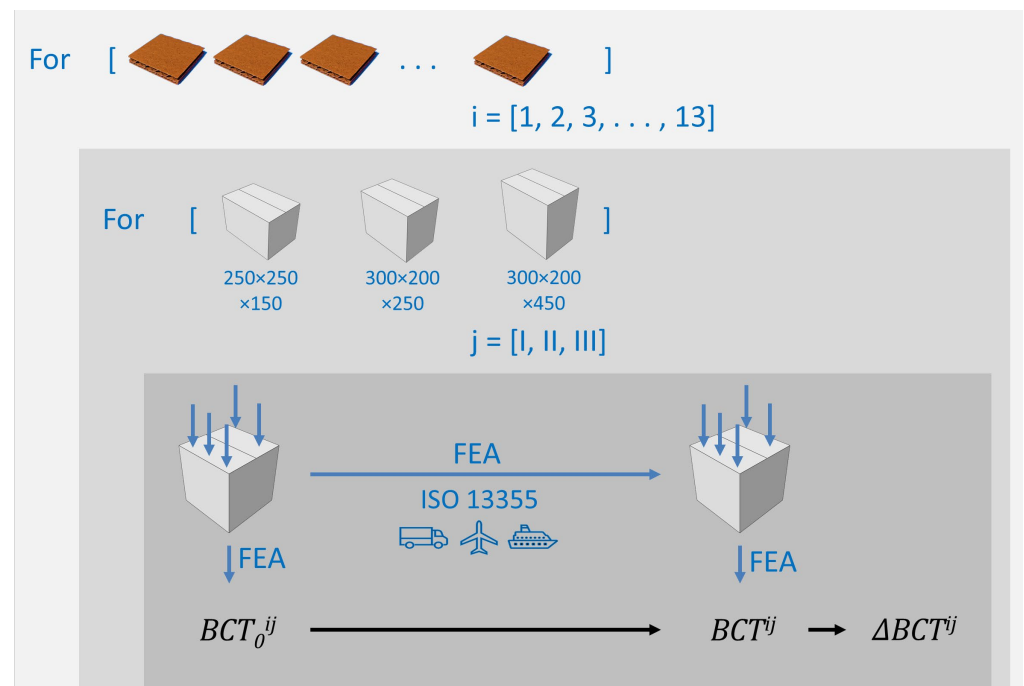 For [ . . . ]
i = [1, 2, 3, . . . , 13]
For [ ]
250×250 300×200 300×200
×150 ×250 ×450
j = [I, II, III]
FEA
ISO 13355
FEA FEA
BCT₀ⁱʲ BCTⁱʲ ΔBCTⁱʲ